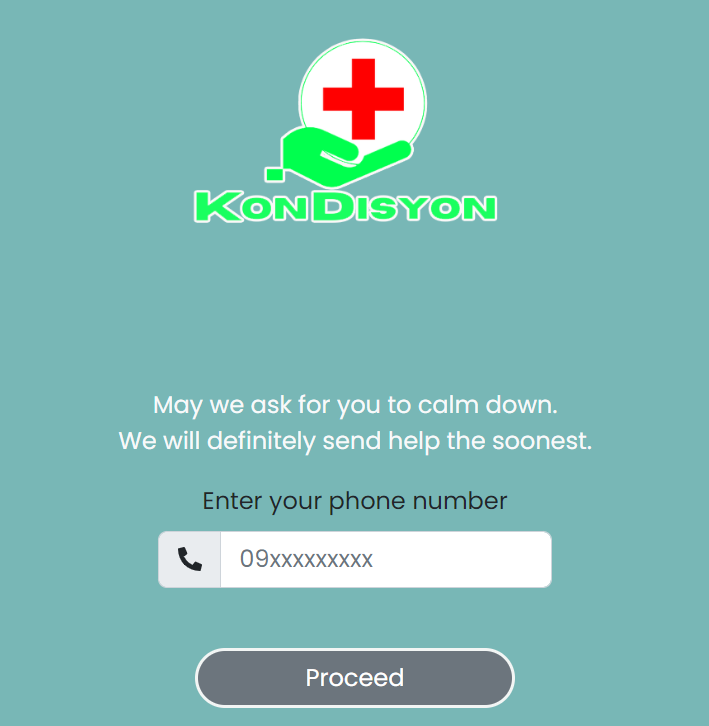 KONDISYON
May we ask for you to calm down.
We will definitely send help the soonest.
Enter your phone number
09xxxxxxxxx
Proceed